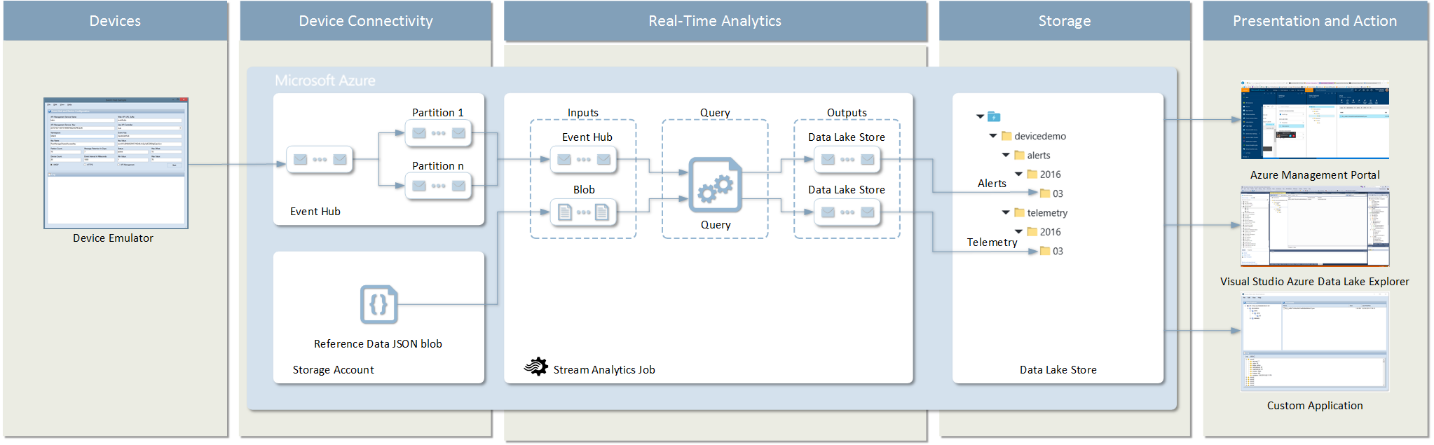 Devices
Device Connectivity
Real-Time Analytics
Storage
Presentation and Action
Microsoft Azure
Device Emulator
Partition 1
Partition n
Event Hub
Reference Data JSON blob
Storage Account
Inputs
Query
Outputs
Event Hub
Data Lake Store
Blob
Query
Data Lake Store
Stream Analytics Job
Alerts
Telemetry
devicedemo
alerts
2016
03
telemetry
2016
03
Data Lake Store
Azure Management Portal
Visual Studio Azure Data Lake Explorer
Custom Application